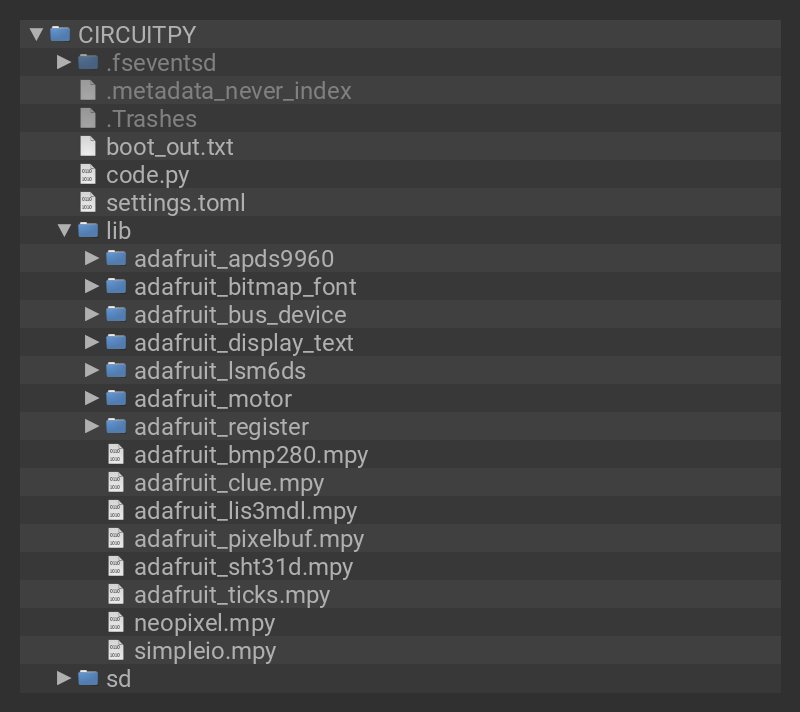 CIRCUITPY
.fseventsd
.metadata_never_index
.Trashes
boot_out.txt
code.py
settings.toml
lib
adafruit_apds9960
adafruit_bitmap_font
adafruit_bus_device
adafruit_display_text
adafruit_lsm6ds
adafruit_motor
adafruit_register
adafruit_bmp280.mpy
adafruit_clue.mpy
adafruit_lis3mdl.mpy
adafruit_pixelbuf.mpy
adafruit_sht31d.mpy
adafruit_ticks.mpy
neopixel.mpy
simpleio.mpy
sd